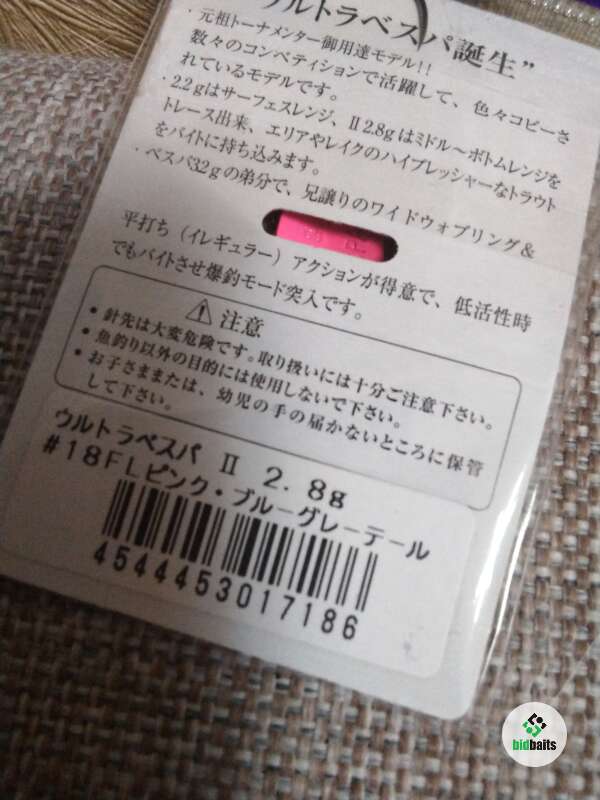 ウルトラベスパ誕生”
・元祖トーナメンター御用達モデル!!
数々のコンペティションで活躍して、色々コピーさ
れているモデルです。
・2.2gはサーフェスレンジ、Ⅱ2.8gはミドル～ボトムレンジを
トレース出来、エリアやレイクのハイプレッシャーなトラウト
をバイトに持ち込みます。
・ベスパ3.2gの弟分で、兄譲りのワイドウォブリング&
平打ち（イレギュラー）アクションが得意で、低活性時
でもバイトさせ爆釣モード突入です。
注意
●針先は大変危険です。取り扱いには十分ご注意下さい。
●魚釣り以外の目的には使用しないで下さい。
●お子さままたは、幼児の手の届かないところに保管
して下さい。
ウルトラベスパ Ⅱ 2.8g
#18FLピンク・ブルーグレーテール
4544453017186
bidbaits